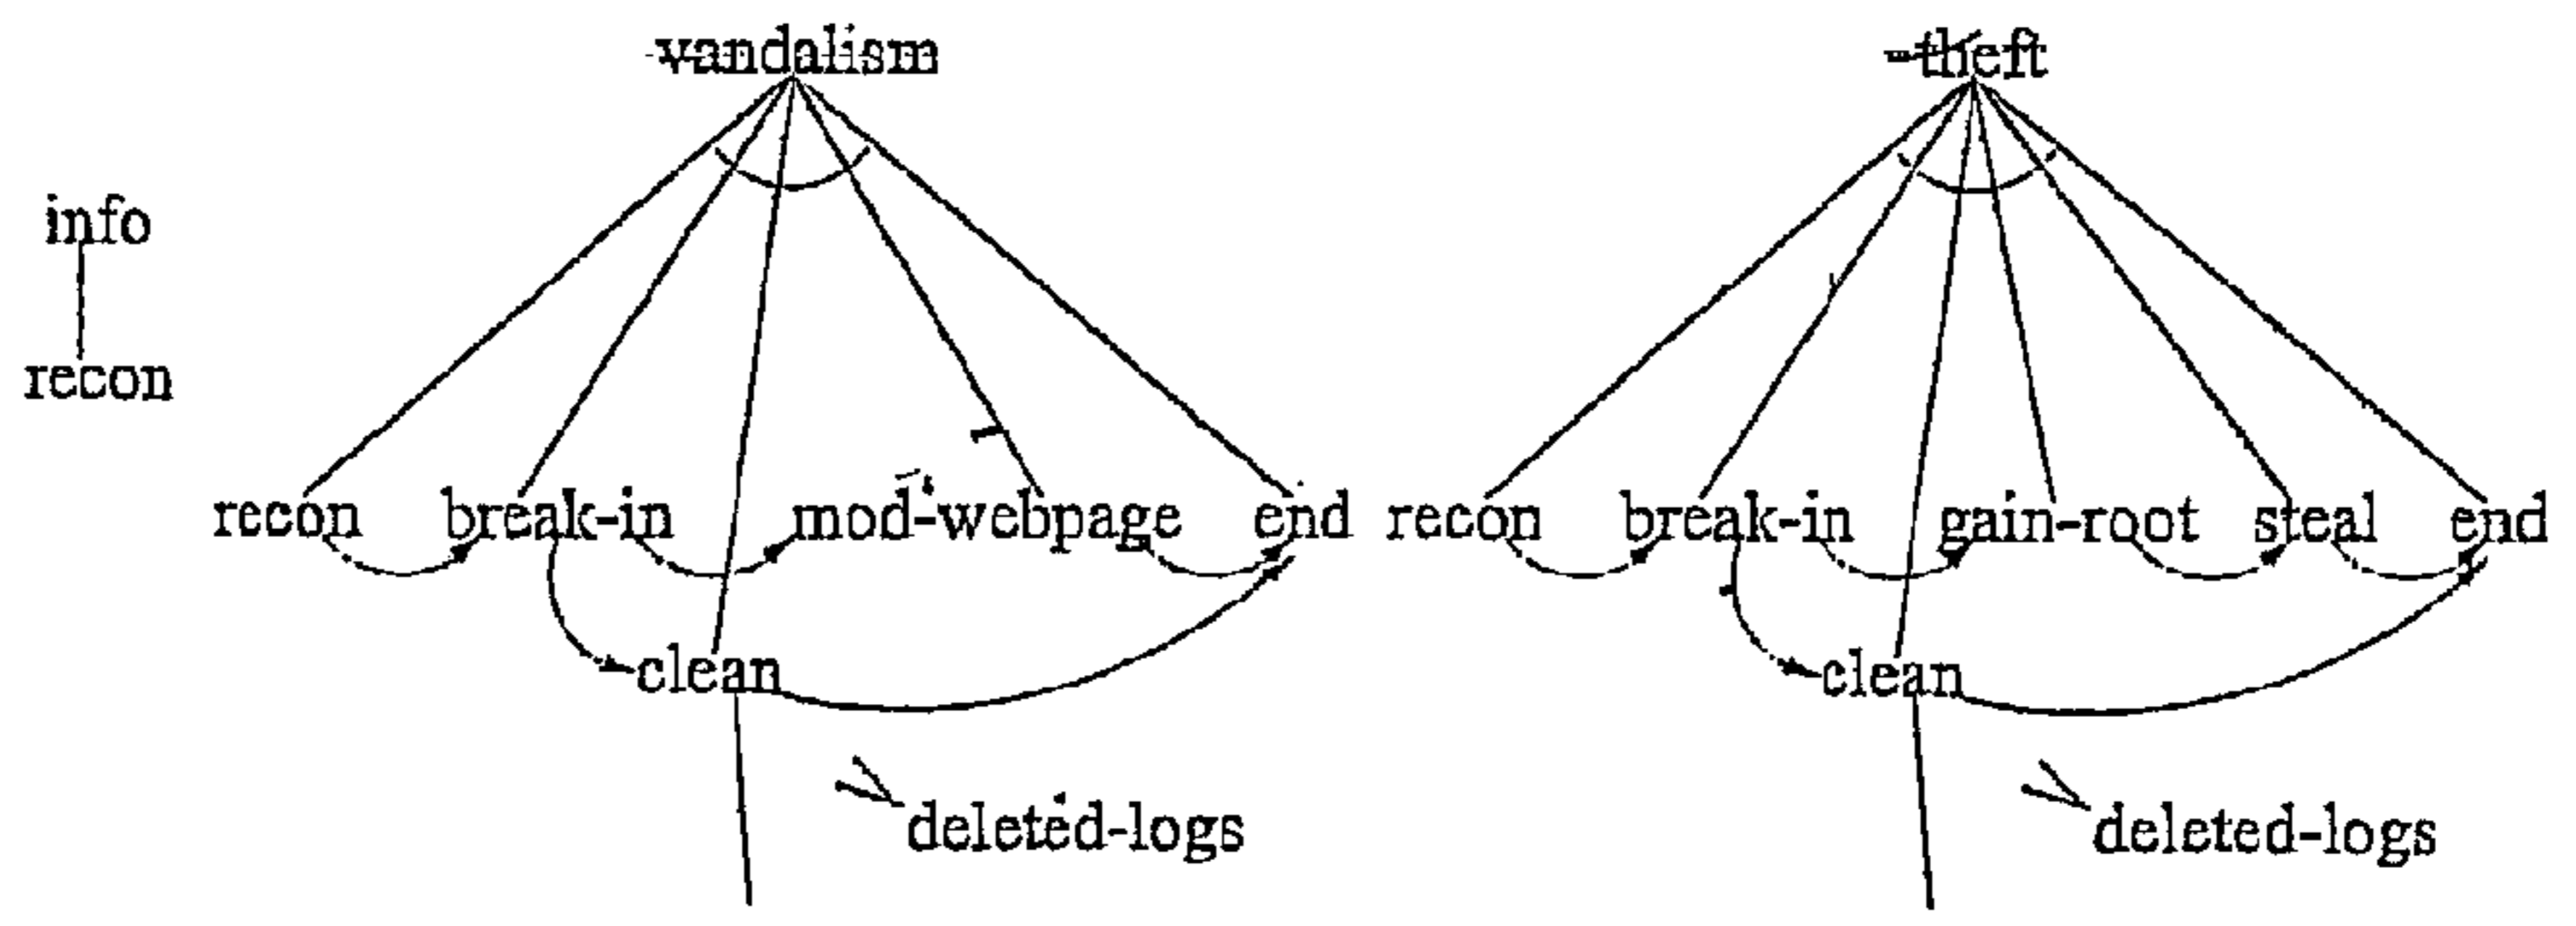 vandalism
theft
info
recon
recon break-in mod-webpage end recon break-in gain-root steal end
clean
clean
deleted-logs
deleted-logs